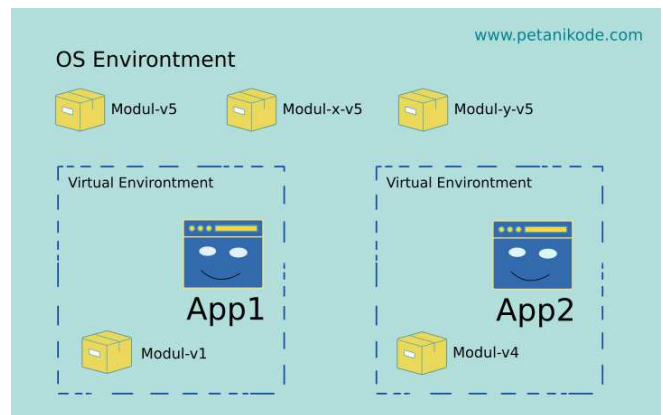 www.petanikode.com
OS Environtment
Modul-v5
Modul-x-v5
Modul-y-v5
Virtual Environtment
Virtual Environtment
App1
App2
Modul-v1
Modul-v4